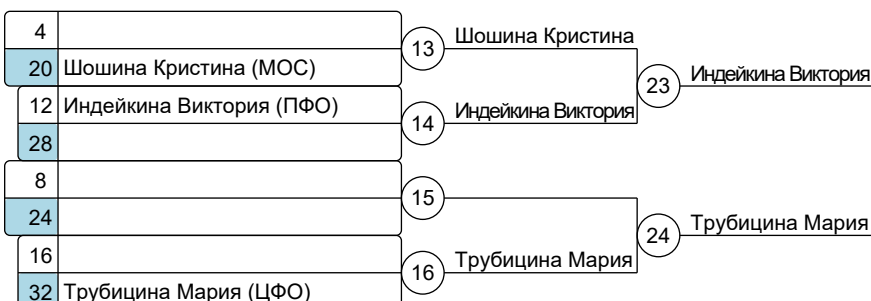 4
20 Шошина Кристина (МОС)
12 Индейкина Виктория (ПФО)
28
8
24
16
32 Трубицина Мария (ЦФО)
13 Шошина Кристина
14 Индейкина Виктория
15
16 Трубицина Мария
23 Индейкина Виктория
24 Трубицина Мария